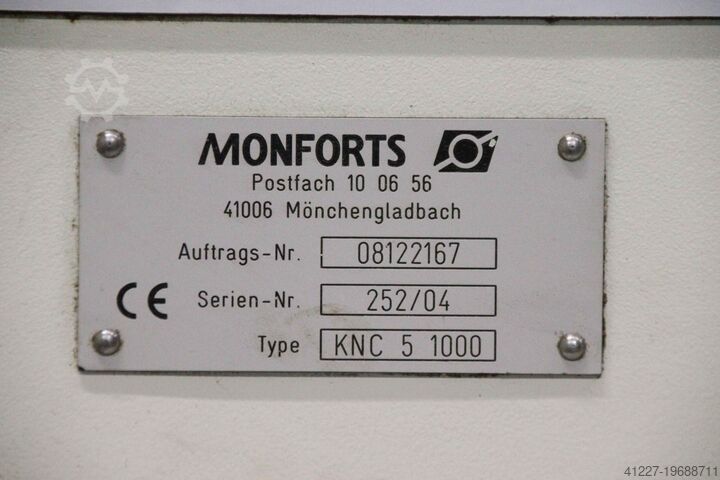 MONFORTS
Postfach 10 06 56
41006 Mönchengladbach
Auftrags-Nr. 08122167
CE Serien-Nr. 252/04
Type KNC 5 1000
41227-19688711